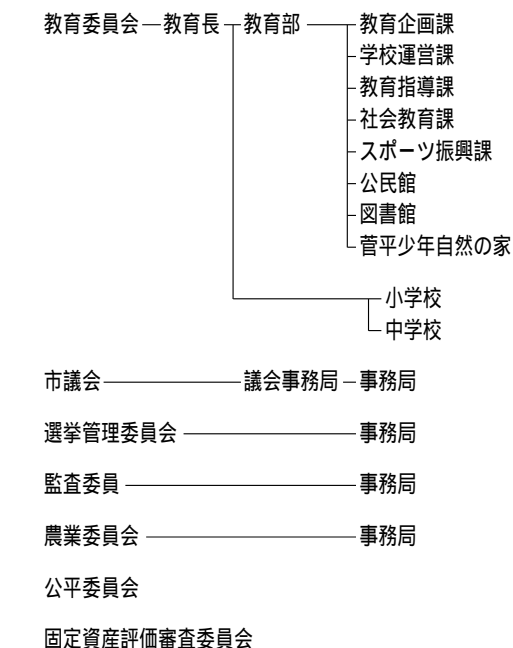 教育委員会 教育長 教育部 教育企画課
学校運営課
教育指導課
社会教育課
スポーツ振興課
公民館
図書館
菅平少年自然の家
小学校
中学校
市議会 議会事務局 事務局
選挙管理委員会 事務局
監査委員 事務局
農業委員会 事務局
公平委員会
固定資産評価審査委員会